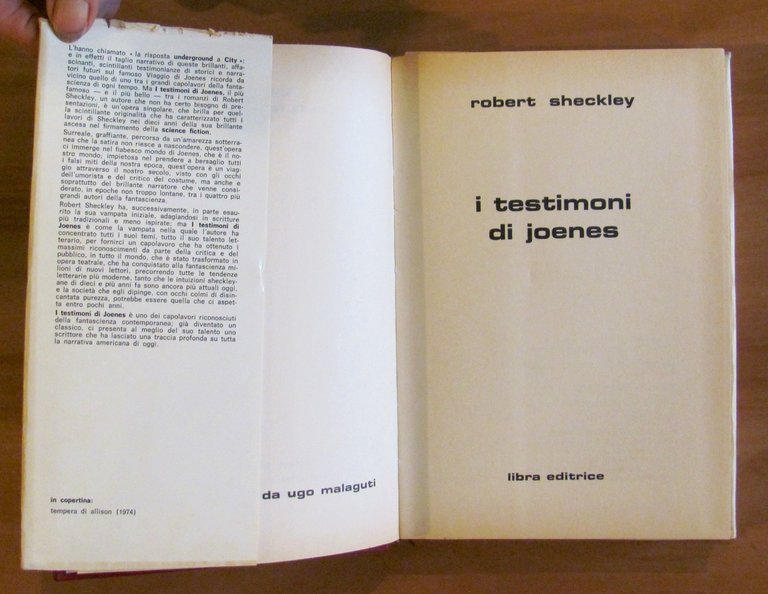 L'hanno chiamato « la risposta underground a City »:
e in effetti il taglio narrativo di queste brillanti, affa-
scinanti, scintillanti testimonianze di storici e narra-
tori futuri sul famoso Viaggio di Joenes ricorda da
vicino quello di uno tra i grandi capolavori della fanta-
scienza di ogni tempo. Ma I testimoni di Joenes, il più
famoso — e il più bello — tra i romanzi di Robert
Sheckley, un autore che non ha certo bisogno di pre-
sentazioni, è un'opera singolare, che brilla per quel-
la scintillante originalità che ha caratterizzato tutti i
lavori di Sheckley nei dieci anni della sua brillante
ascesa nel firmamento della science fiction.
Surreale, graffiante, percorsa da un'amarezza sotterra-
nea che la satira non riesce a nascondere, quest'opera
ci immerge nel fiabesco mondo di Joenes, che è il no-
stro mondo; impietosa nel prendere a bersaglio tutti
i falsi miti della nostra epoca, quest'opera è un viag-
gio attraverso il nostro secolo, visto con gli occhi
dell'umorista e del critico del costume, ma anche e
soprattutto del brillante narratore che venne consi-
derato, in epoche non troppo lontane, tra i quattro più
grandi autori della fantascienza.
Robert Sheckley ha, successivamente, in parte esau-
rito la sua vampata iniziale, adagiandosi in scritture
più tradizionali e meno ispirate; ma I testimoni di
Joenes è come la vampata nella quale l'autore ha
concentrato tutti i suoi temi, tutto il suo talento let-
terario, per fornirci un capolavoro che ha ottenuto i
massimi riconoscimenti da parte della critica e del
pubblico, in tutto il mondo, che è stato trasformato in
opera teatrale, che ha conquistato alla fantascienza mi-
lioni di nuovi lettori, precorrendo tutte le tendenze
letterarie più moderne, tanto che le intuizioni sheckley-
ane di dieci e più anni fa sono ancora più attuali oggi,
e la società che egli dipinge, con occhi colmi di disin-
cantata purezza, potrebbe essere quella che ci aspet-
ta entro pochi anni.
I testimoni di Joenes è uno dei capolavori riconosciuti
della fantascienza contemporanea; già diventato un
classico, ci presenta al meglio del suo talento uno
scrittore che ha lasciato una traccia profonda su tutta
la narrativa americana di oggi.
in copertina:
tempera di allison (1974)
da ugo malaguti
robert sheckley
i testimoni
di joenes
libra editrice